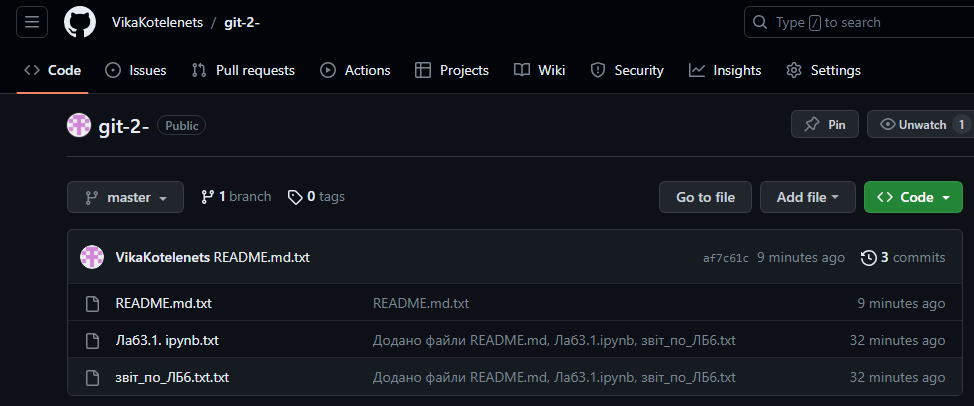 VikaKotelenets / git-2-
Type / to search
Code Issues Pull requests Actions Projects Wiki Security Insights Settings
git-2- Public
Pin Unwatch 1
master 1 branch 0 tags Go to file Add file Code
VikaKotelenets README.md.txt af7c61c 9 minutes ago 3 commits
README.md.txt README.md.txt 9 minutes ago
Лаб3.1. ipynb.txt Додано файли README.md, Лаб3.1.ipynb, звіт_по_ЛБ6.txt 32 minutes ago
звіт_по_ЛБ6.txt.txt Додано файли README.md, Лаб3.1.ipynb, звіт_по_ЛБ6.txt 32 minutes ago